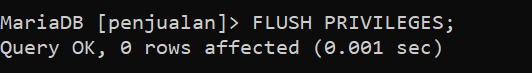 MariaDB [penjualan]> FLUSH PRIVILEGES;
Query OK, 0 rows affected (0.001 sec)